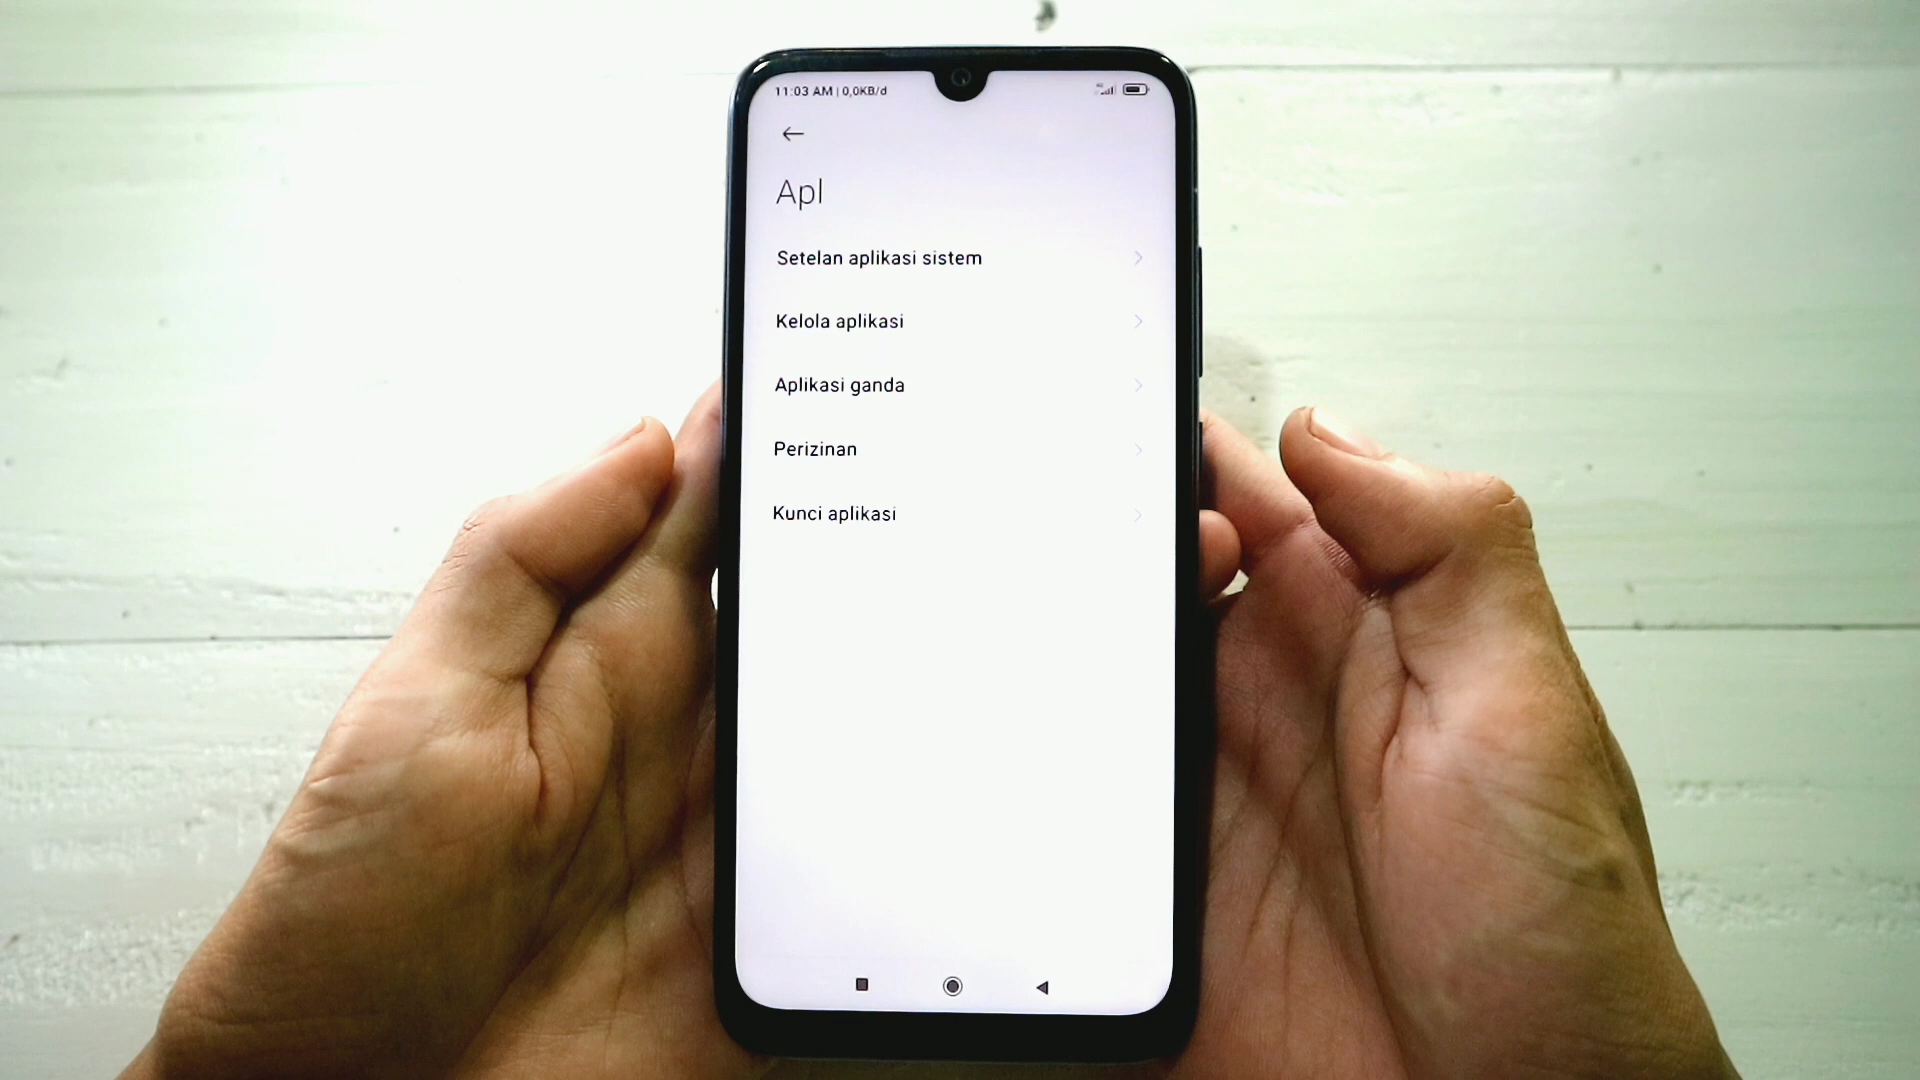 11:03 AM | 0,0KB/d
Apl
Setelan aplikasi sistem
Kelola aplikasi
Aplikasi ganda
Perizinan
Kunci aplikasi